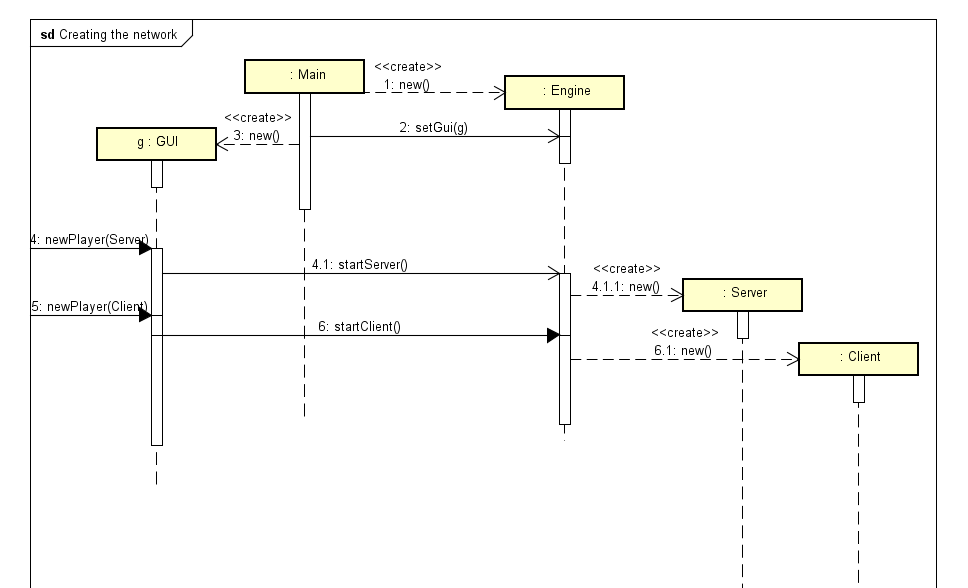 sd Creating the network
: Main
<<create>>
1: new()
: Engine
<<create>>
3: new()
2: setGui(g)
g : GUI
4: newPlayer(Server)
4.1: startServer()
<<create>>
4.1.1: new()
: Server
5: newPlayer(Client)
6: startClient()
<<create>>
6.1: new()
: Client